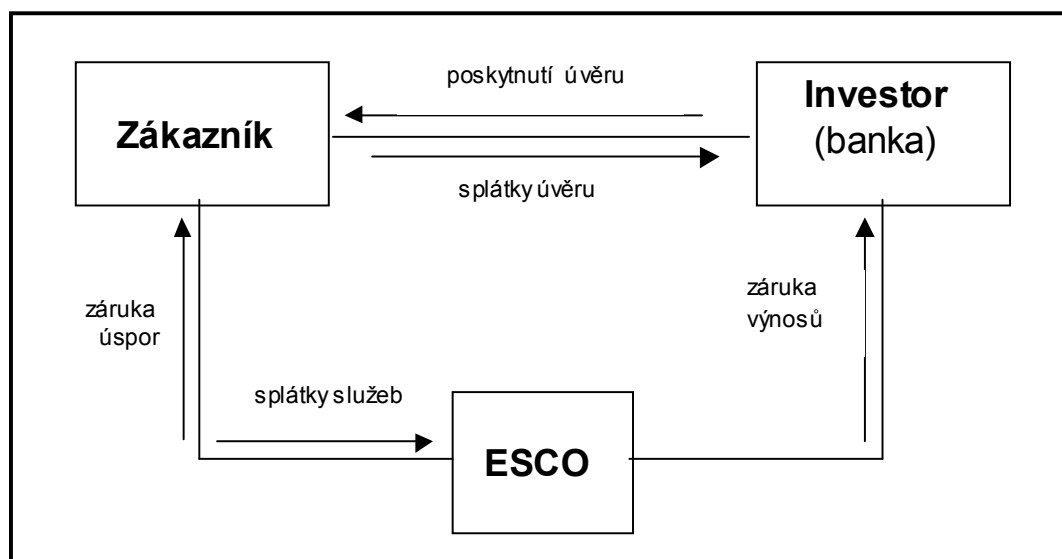 poskytnutí úvěru
Zákazník
Investor
(banka)
splátky úvěru
záruka
úspor
záruka
výnosů
splátky služeb
ESCO